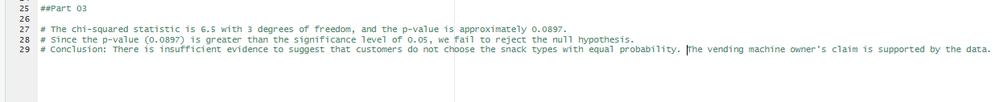 25 ##Part 03
26
27 # The chi-squared statistic is 6.5 with 3 degrees of freedom, and the p-value is approximately 0.0897.
28 # Since the p-value (0.0897) is greater than the significance level of 0.05, we fail to reject the null hypothesis.
29 # Conclusion: There is insufficient evidence to suggest that customers do not choose the snack types with equal probability. The vending machine owner's claim is supported by the data.